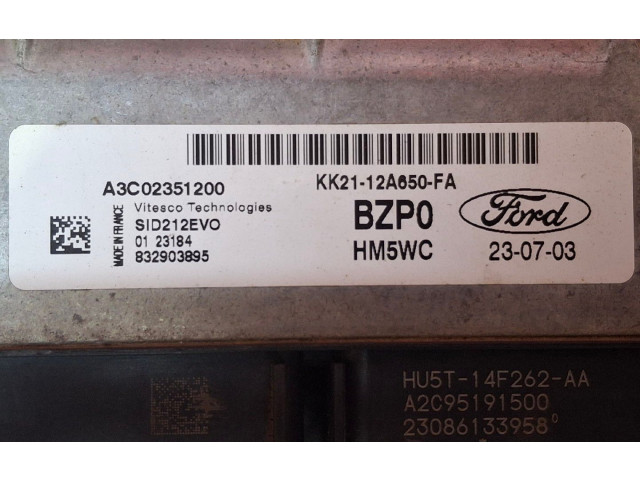 A3C02351200
KK21-12A650-FA
MADE IN FRANCE
Vitesco Technologies
SID212EVO
01 23184
832903895
BZP0
HM5WC
Ford
23-07-03
HU5T-14F262-AA
A2C95191500
23086133958⁰